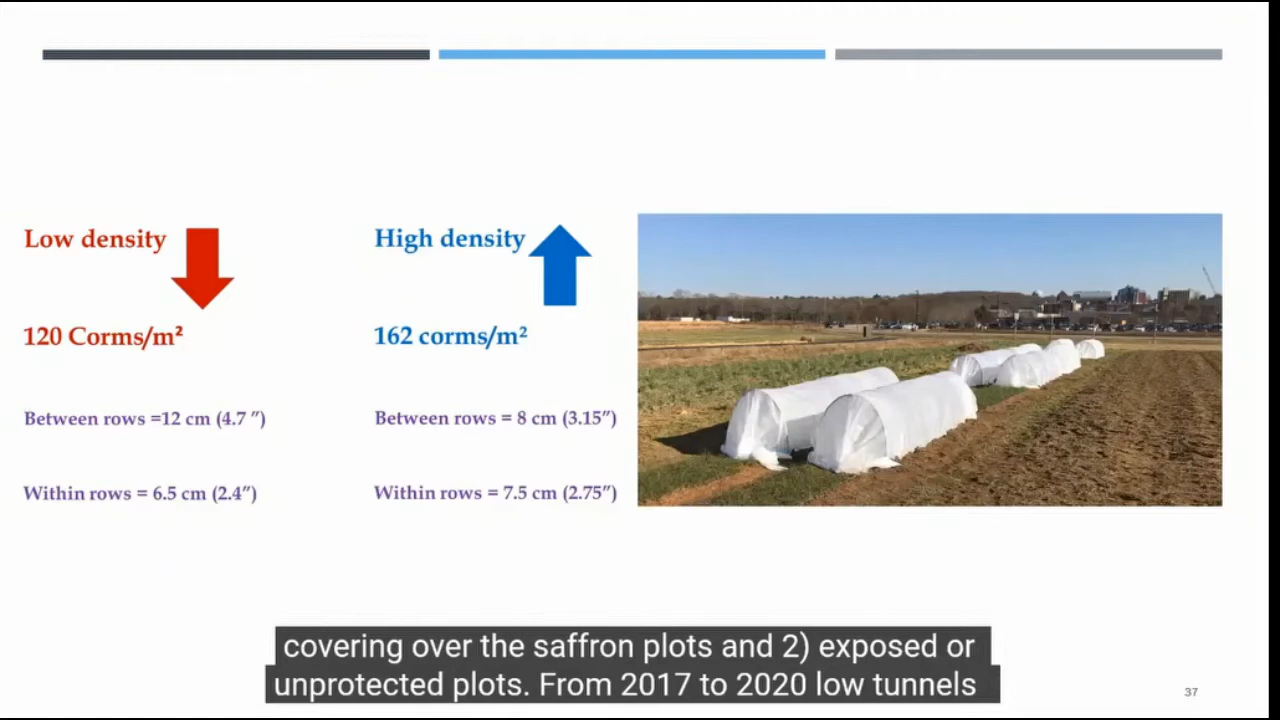 Low density
120 Corms/m²
Between rows =12 cm (4.7 ”)
Within rows = 6.5 cm (2.4”)
High density
162 corms/m²
Between rows = 8 cm (3.15”)
Within rows = 7.5 cm (2.75”)
covering over the saffron plots and 2) exposed or
unprotected plots. From 2017 to 2020 low tunnels
37